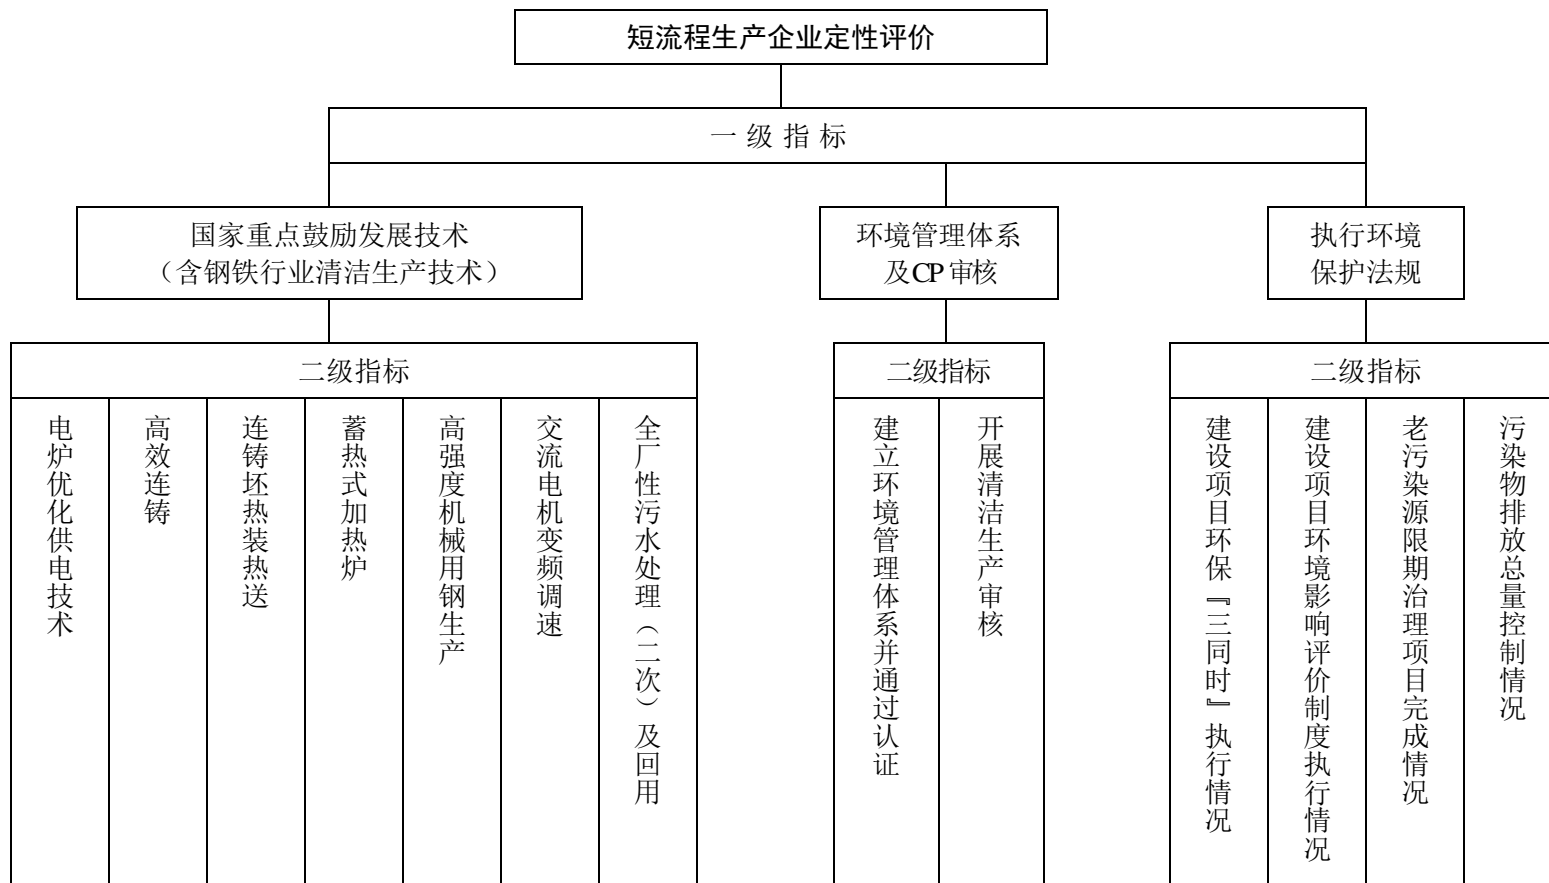 短流程生产企业定性评价
一级指标
国家重点鼓励发展技术
（含钢铁行业清洁生产技术）
环境管理体系
及CP审核
执行环境
保护法规
二级指标
二级指标
二级指标
电炉优化供电技术
高效连铸
连铸坯热装热送
蓄热式加热炉
高强度机械用钢生产
交流电机变频调速
全厂性污水处理（二次）及回用
建立环境管理体系并通过认证
开展清洁生产审核
建设项目环保『三同时』执行情况
建设项目环境影响评价制度执行情况
老污染源限期治理项目完成情况
污染物排放总量控制情况